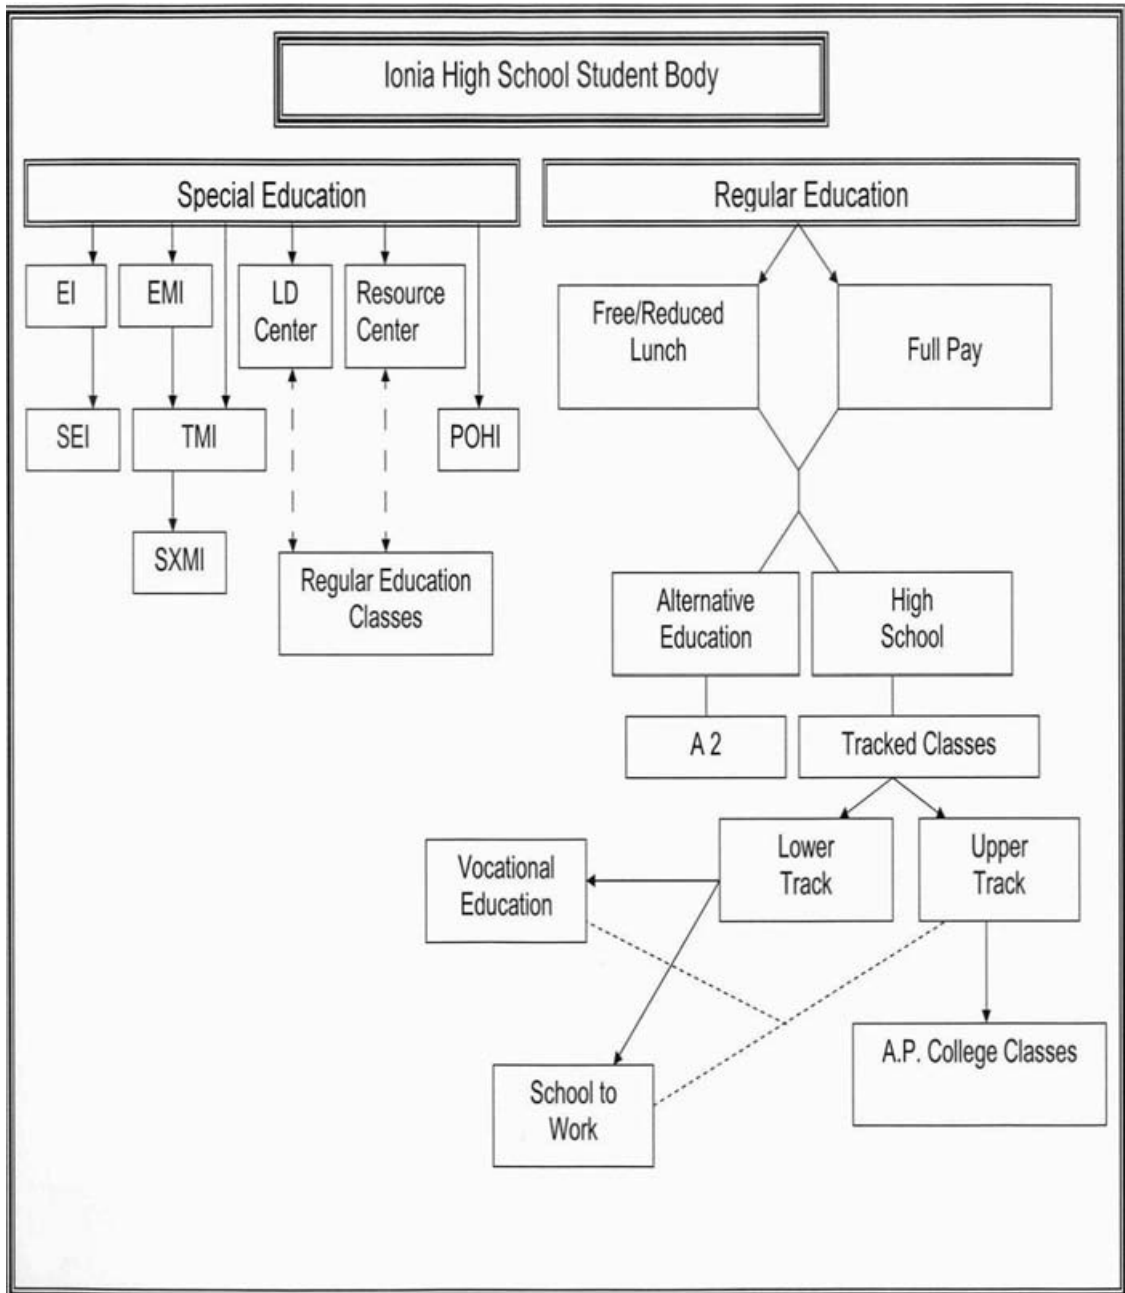 Ionia High School Student Body
Special Education
Regular Education
EI
EMI
LD
Center
Resource
Center
Free/Reduced
Lunch
Full Pay
SEI
TMI
POHI
SXMI
Regular Education
Classes
Alternative
Education
High
School
A 2
Tracked Classes
Vocational
Education
Lower
Track
Upper
Track
School to
Work
A.P. College Classes